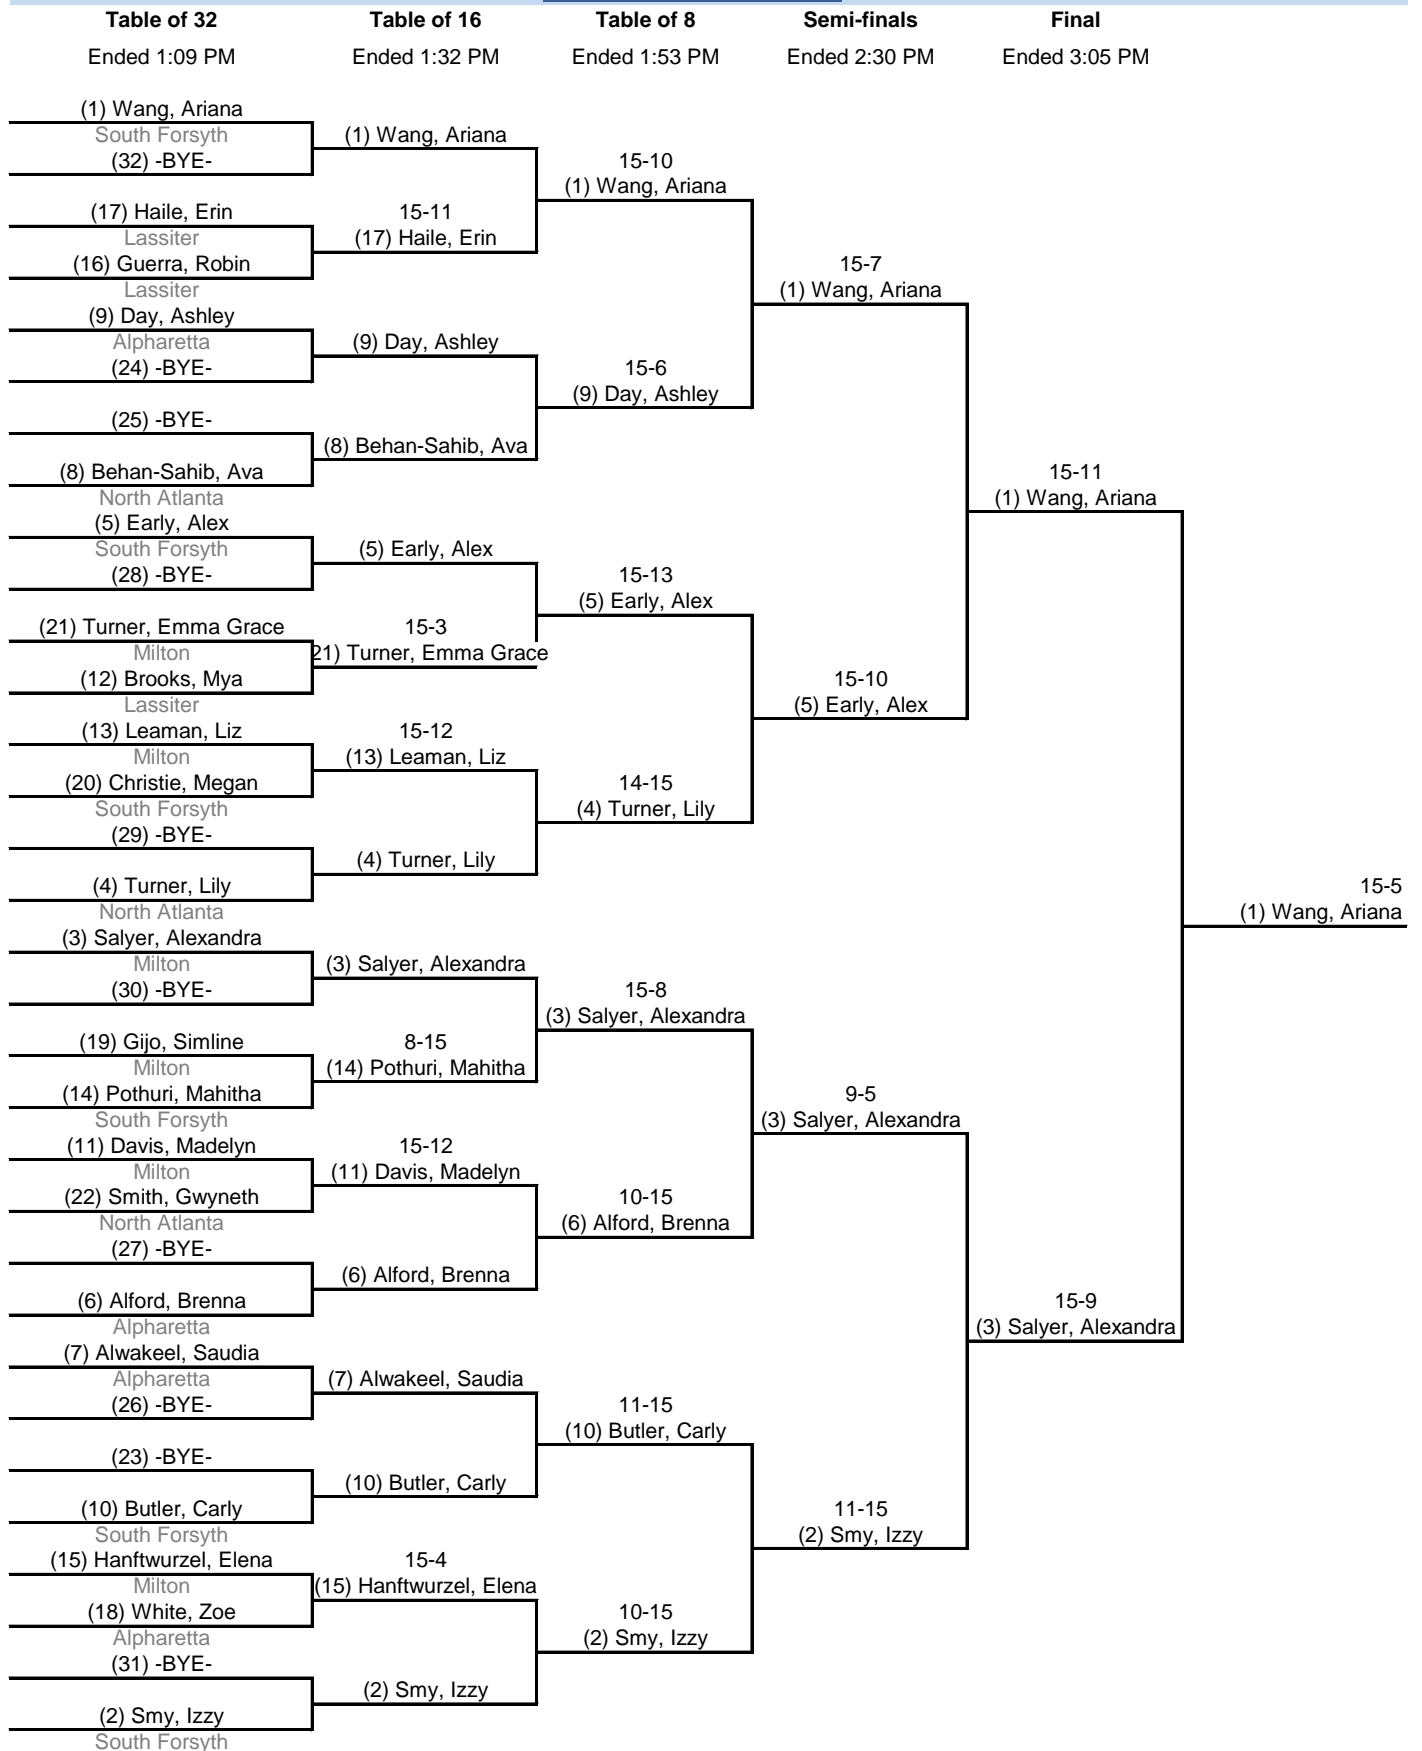 Table of 32
Table of 16
Table of 8
Semi-finals
Final
Ended 1:09 PM
Ended 1:32 PM
Ended 1:53 PM
Ended 2:30 PM
Ended 3:05 PM
(1) Wang, Ariana
South Forsyth
(32) -BYE-
(17) Haile, Erin
Lassiter
(16) Guerra, Robin
Lassiter
(9) Day, Ashley
Alpharetta
(24) -BYE-
(25) -BYE-
(8) Behan-Sahib, Ava
North Atlanta
(5) Early, Alex
South Forsyth
(28) -BYE-
(21) Turner, Emma Grace
Milton
(12) Brooks, Mya
Lassiter
(13) Leaman, Liz
Milton
(20) Christie, Megan
South Forsyth
(29) -BYE-
(4) Turner, Lily
North Atlanta
(3) Salyer, Alexandra
Milton
(30) -BYE-
(19) Gijo, Simline
Milton
(14) Pothuri, Mahitha
South Forsyth
(11) Davis, Madelyn
Milton
(22) Smith, Gwyneth
North Atlanta
(27) -BYE-
(6) Alford, Brenna
Alpharetta
(7) Alwakeel, Saudia
Alpharetta
(26) -BYE-
(23) -BYE-
(10) Butler, Carly
South Forsyth
(15) Hanftwurzel, Elena
Milton
(18) White, Zoe
Alpharetta
(31) -BYE-
(2) Smy, Izzy
South Forsyth
(1) Wang, Ariana
15-11
(17) Haile, Erin
(9) Day, Ashley
(8) Behan-Sahib, Ava
(5) Early, Alex
15-3
21) Turner, Emma Grace
15-12
(13) Leaman, Liz
(4) Turner, Lily
(3) Salyer, Alexandra
8-15
(14) Pothuri, Mahitha
15-12
(11) Davis, Madelyn
(6) Alford, Brenna
(7) Alwakeel, Saudia
(10) Butler, Carly
15-4
(15) Hanftwurzel, Elena
(2) Smy, Izzy
15-10
(1) Wang, Ariana
15-6
(9) Day, Ashley
15-13
(5) Early, Alex
14-15
(4) Turner, Lily
15-8
(3) Salyer, Alexandra
10-15
(6) Alford, Brenna
11-15
(10) Butler, Carly
10-15
(2) Smy, Izzy
15-7
(1) Wang, Ariana
15-10
(5) Early, Alex
9-5
(3) Salyer, Alexandra
11-15
(2) Smy, Izzy
15-11
(1) Wang, Ariana
15-9
(3) Salyer, Alexandra
15-5
(1) Wang, Ariana